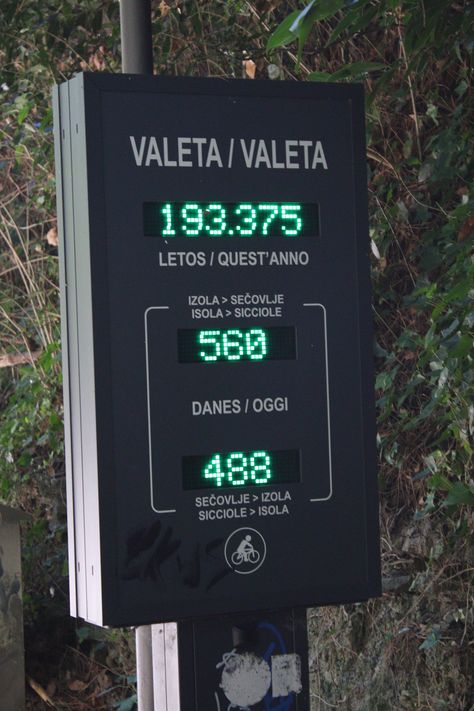 VALETA / VALETA
193.375
LETOS / QUEST'ANNO
IZOLA > SEČOVLJE
ISOLA > SICCIOLE
560
DANES / OGGI
488
SEČOVLJE > IZOLA
SICCIOLE > ISOLA